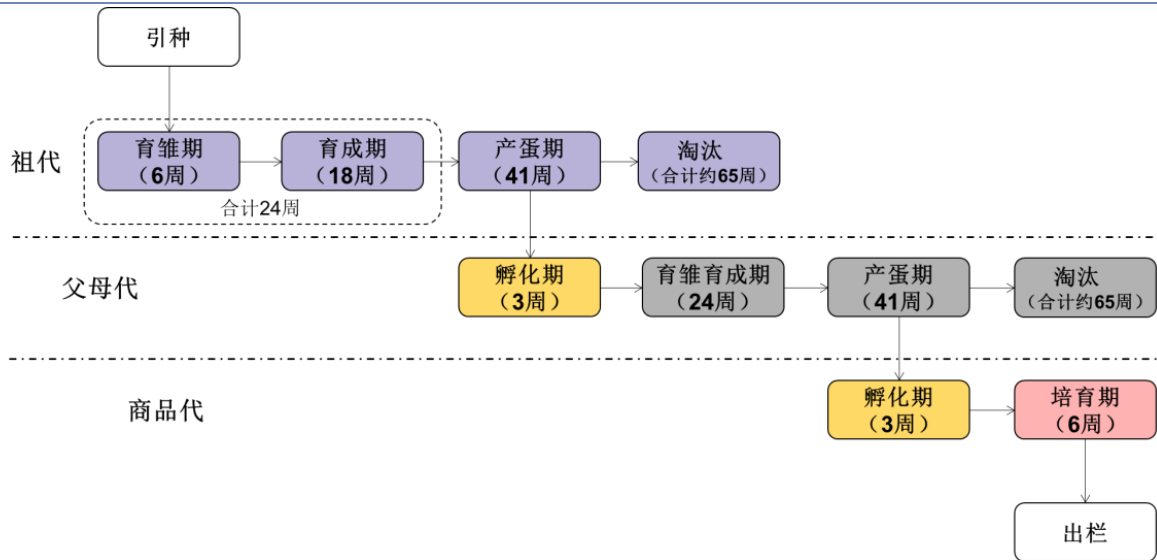 引种
祖代
育雏期
（6周）
育成期
（18周）
产蛋期
（41周）
淘汰
（合计约65周）
合计24周
父母代
孵化期
（3周）
育雏育成期
（24周）
产蛋期
（41周）
淘汰
（合计约65周）
商品代
孵化期
（3周）
培育期
（6周）
出栏